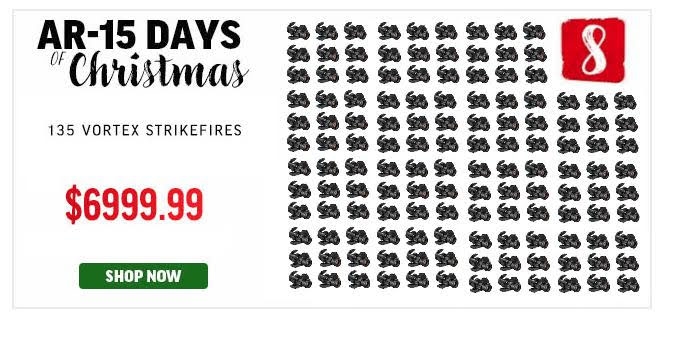 AR-15 DAYS
OF Christmas
8
135 VORTEX STRIKEFIRES
$6999.99
SHOP NOW